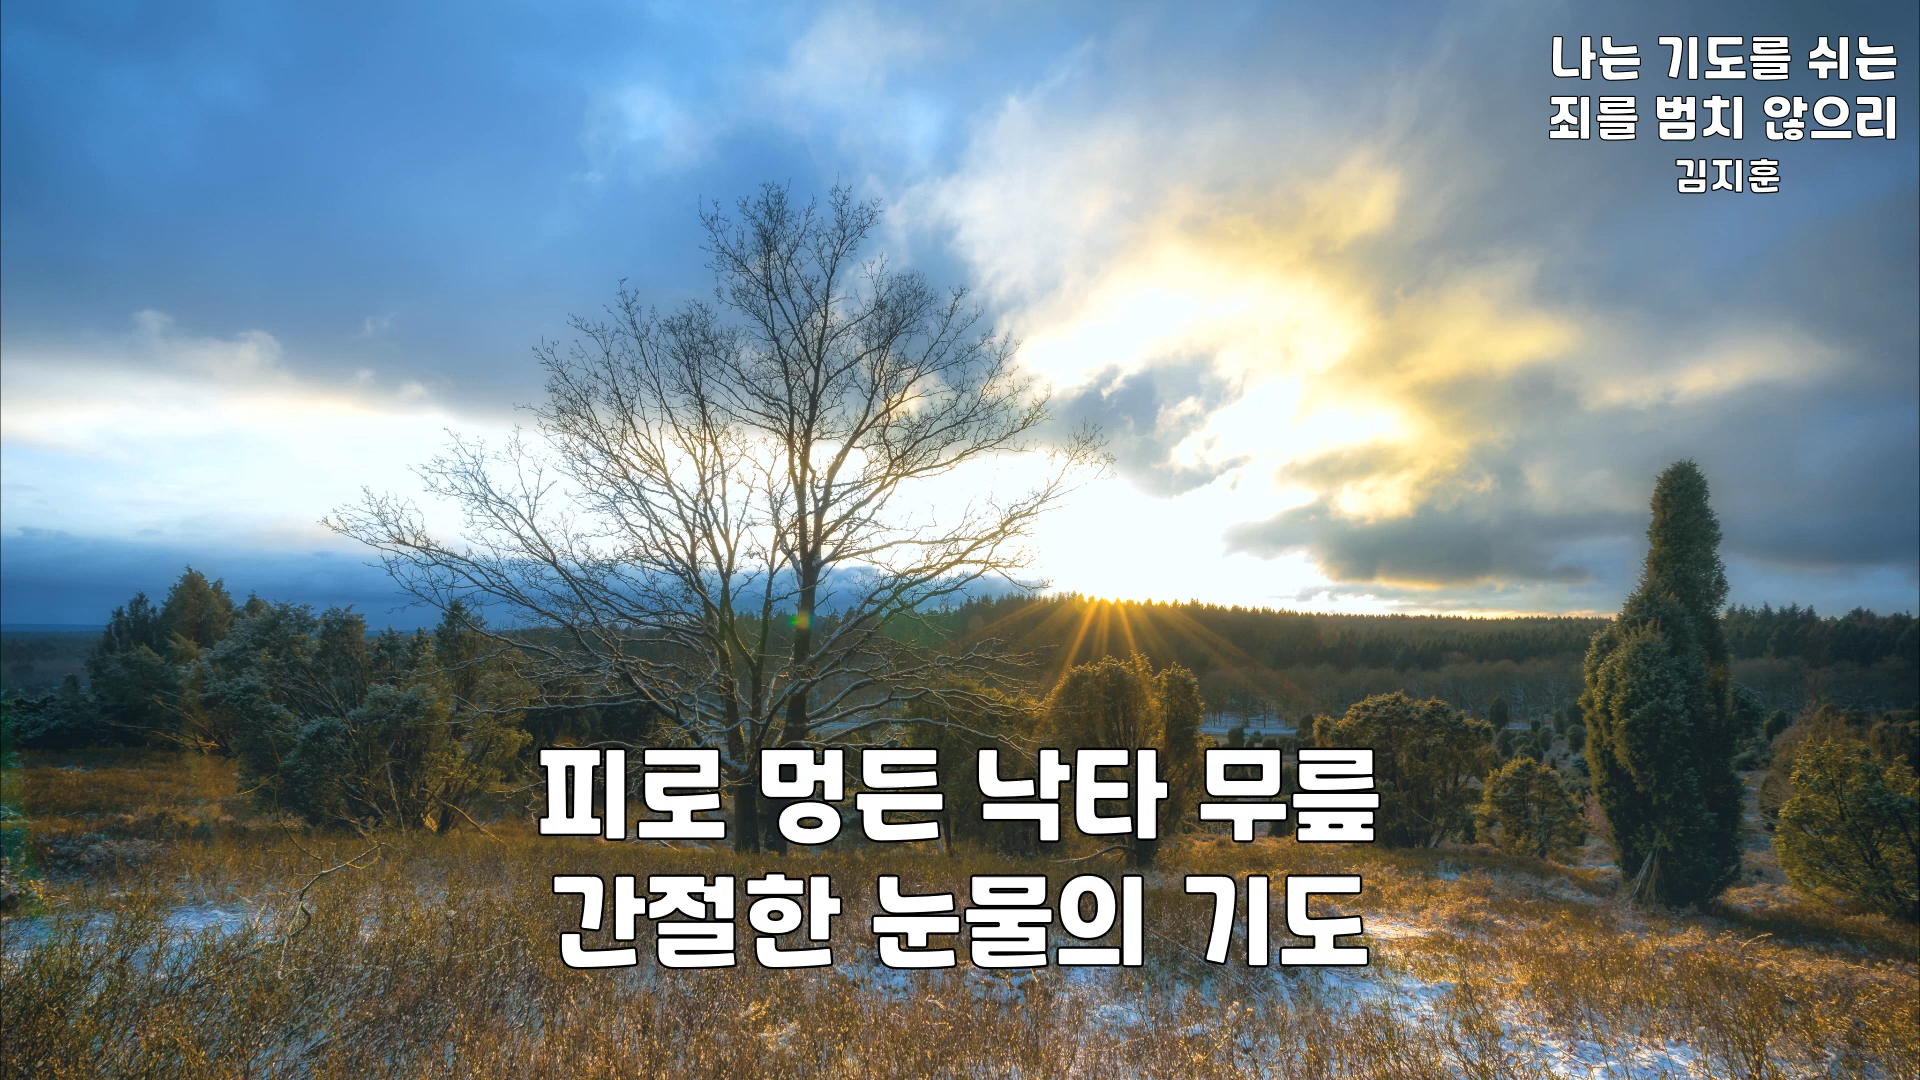 나는 기도를 쉬는
죄를 범치 않으리
김지훈
피로 멍든 낙타 무릎
간절한 눈물의 기도